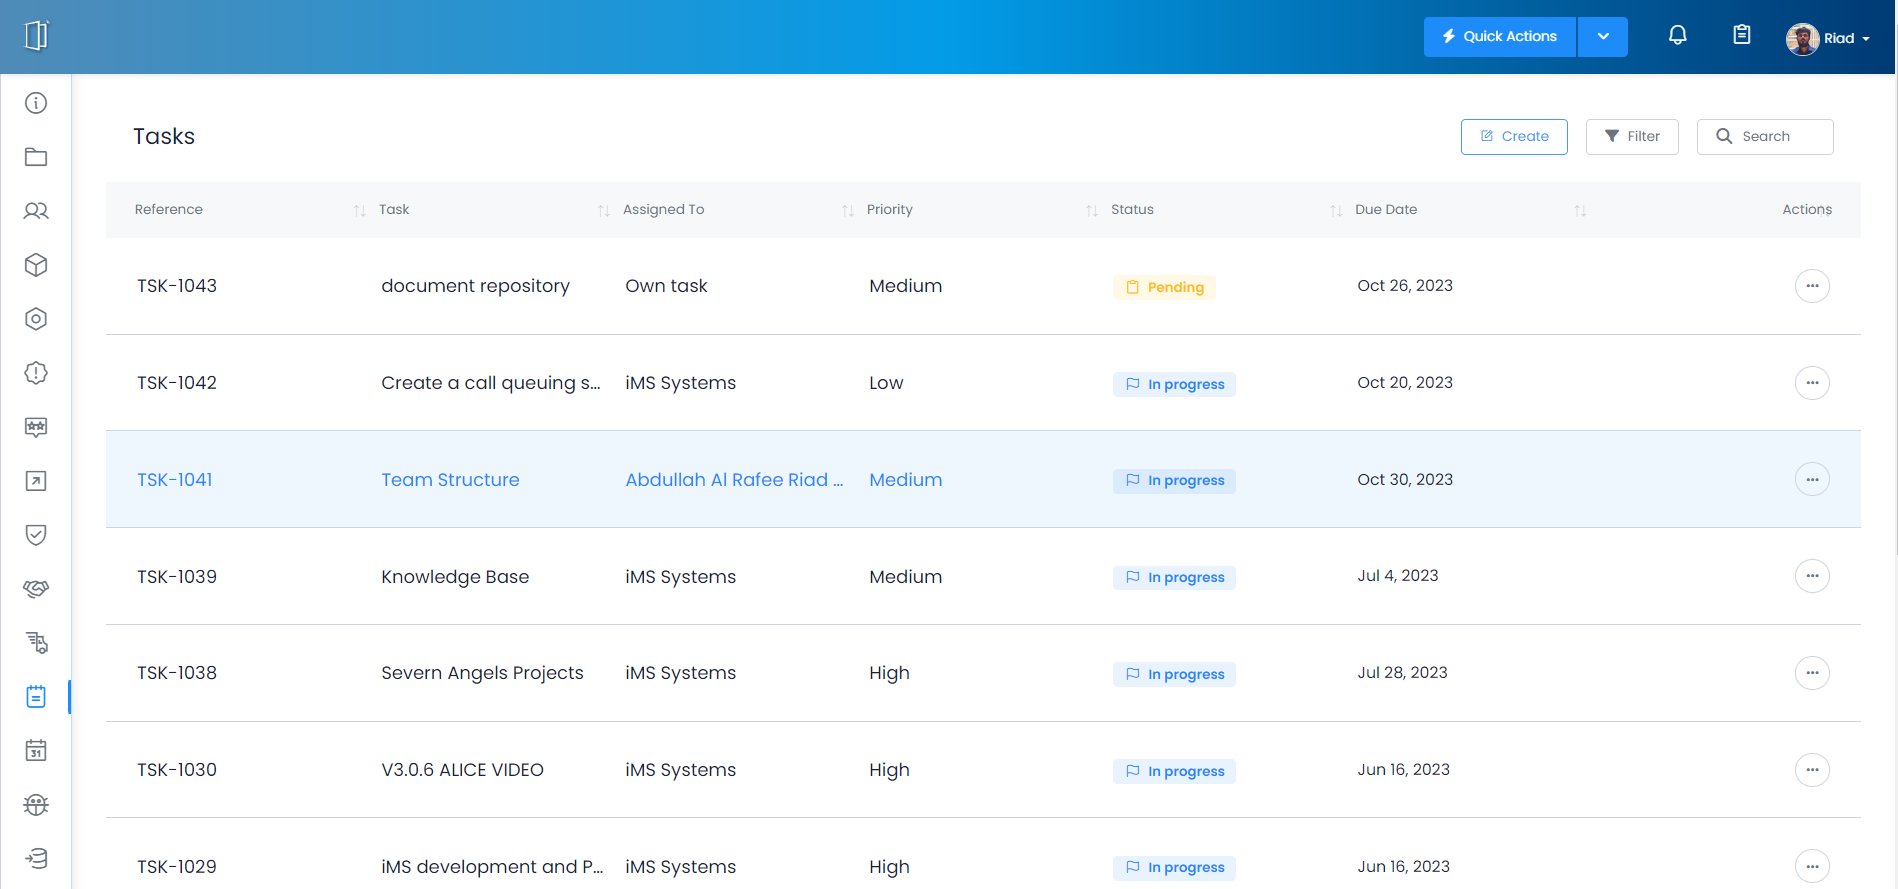 Quick Actions
Riad
Tasks
Create
Filter
Search
Reference Task Assigned To Priority Status Due Date Actions
TSK-1043 document repository Own task Medium Pending Oct 26, 2023
TSK-1042 Create a call queuing s... iMS Systems Low In progress Oct 20, 2023
TSK-1041 Team Structure Abdullah Al Rafee Riad ... Medium In progress Oct 30, 2023
TSK-1039 Knowledge Base iMS Systems Medium In progress Jul 4, 2023
TSK-1038 Severn Angels Projects iMS Systems High In progress Jul 28, 2023
TSK-1030 V3.0.6 ALICE VIDEO iMS Systems High In progress Jun 16, 2023
31
TSK-1029 iMS development and P... iMS Systems High In progress Jun 16, 2023